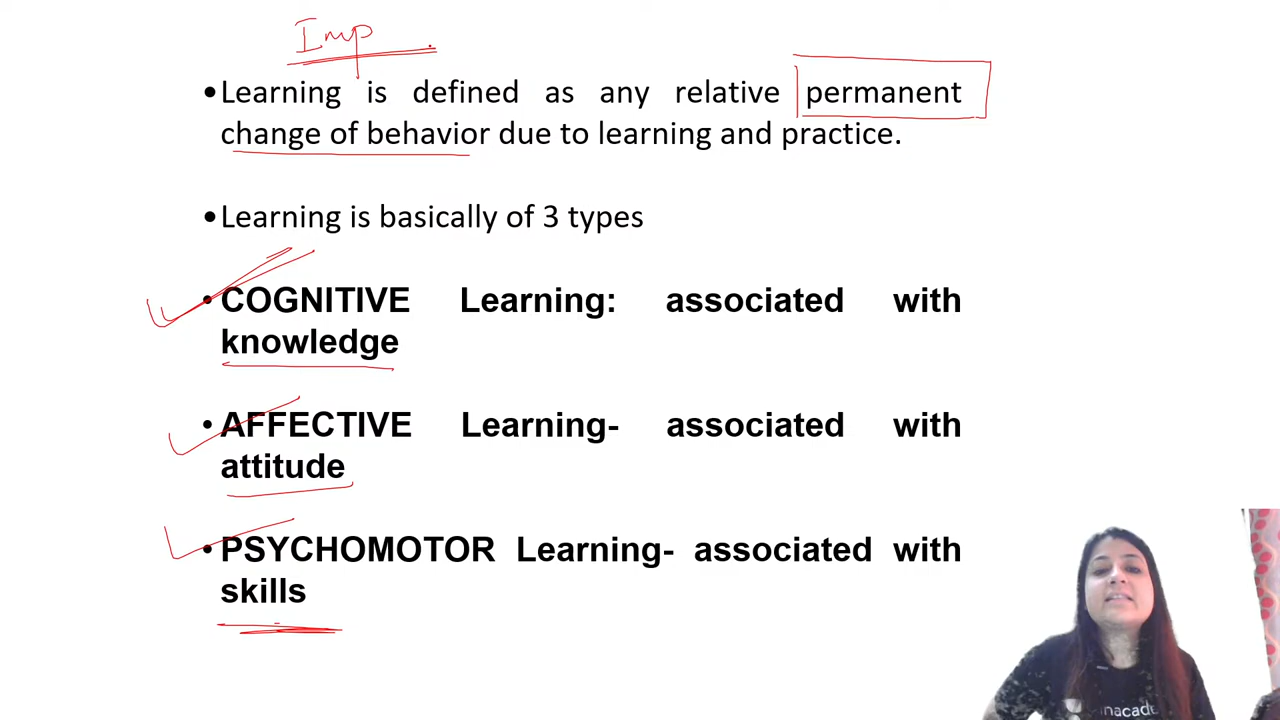 Imp
•Learning is defined as any relative permanent
change of behavior due to learning and practice.
•Learning is basically of 3 types
• COGNITIVE Learning: associated with
knowledge
• AFFECTIVE Learning- associated with
attitude
• PSYCHOMOTOR Learning- associated with
skills